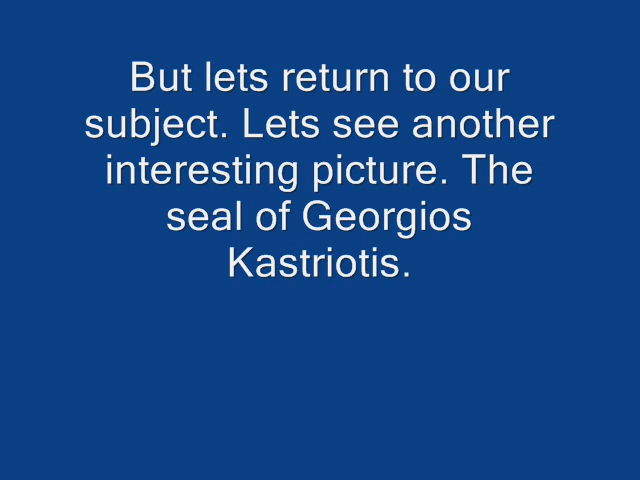 But lets return to our
subject. Lets see another
interesting picture. The
seal of Georgios
Kastriotis.